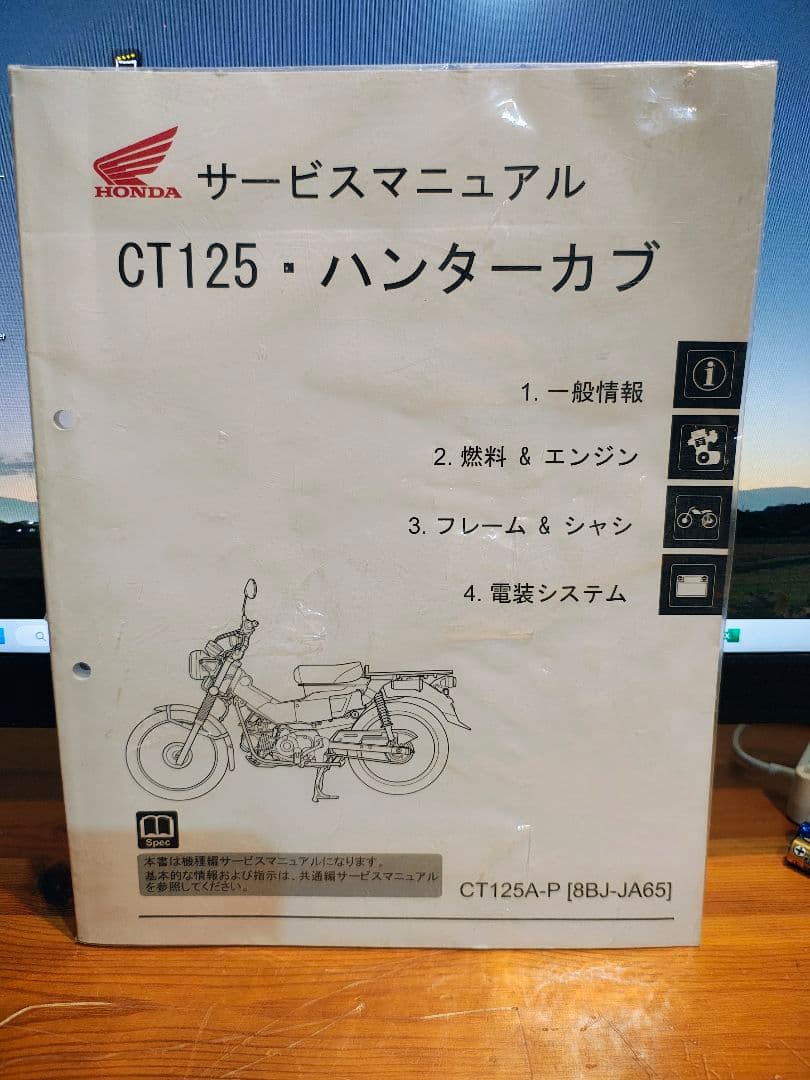 HONDA
サービスマニュアル
CT125・ハンターカブ
1. 一般情報
2. 燃料 & エンジン
3. フレーム & シャシ
4. 電装システム
Spec
本書は機種編サービスマニュアルになります。
基本的な情報および指示は、共通編サービスマニュアル
を参照してください。
CT125A-P [8BJ-JA65]